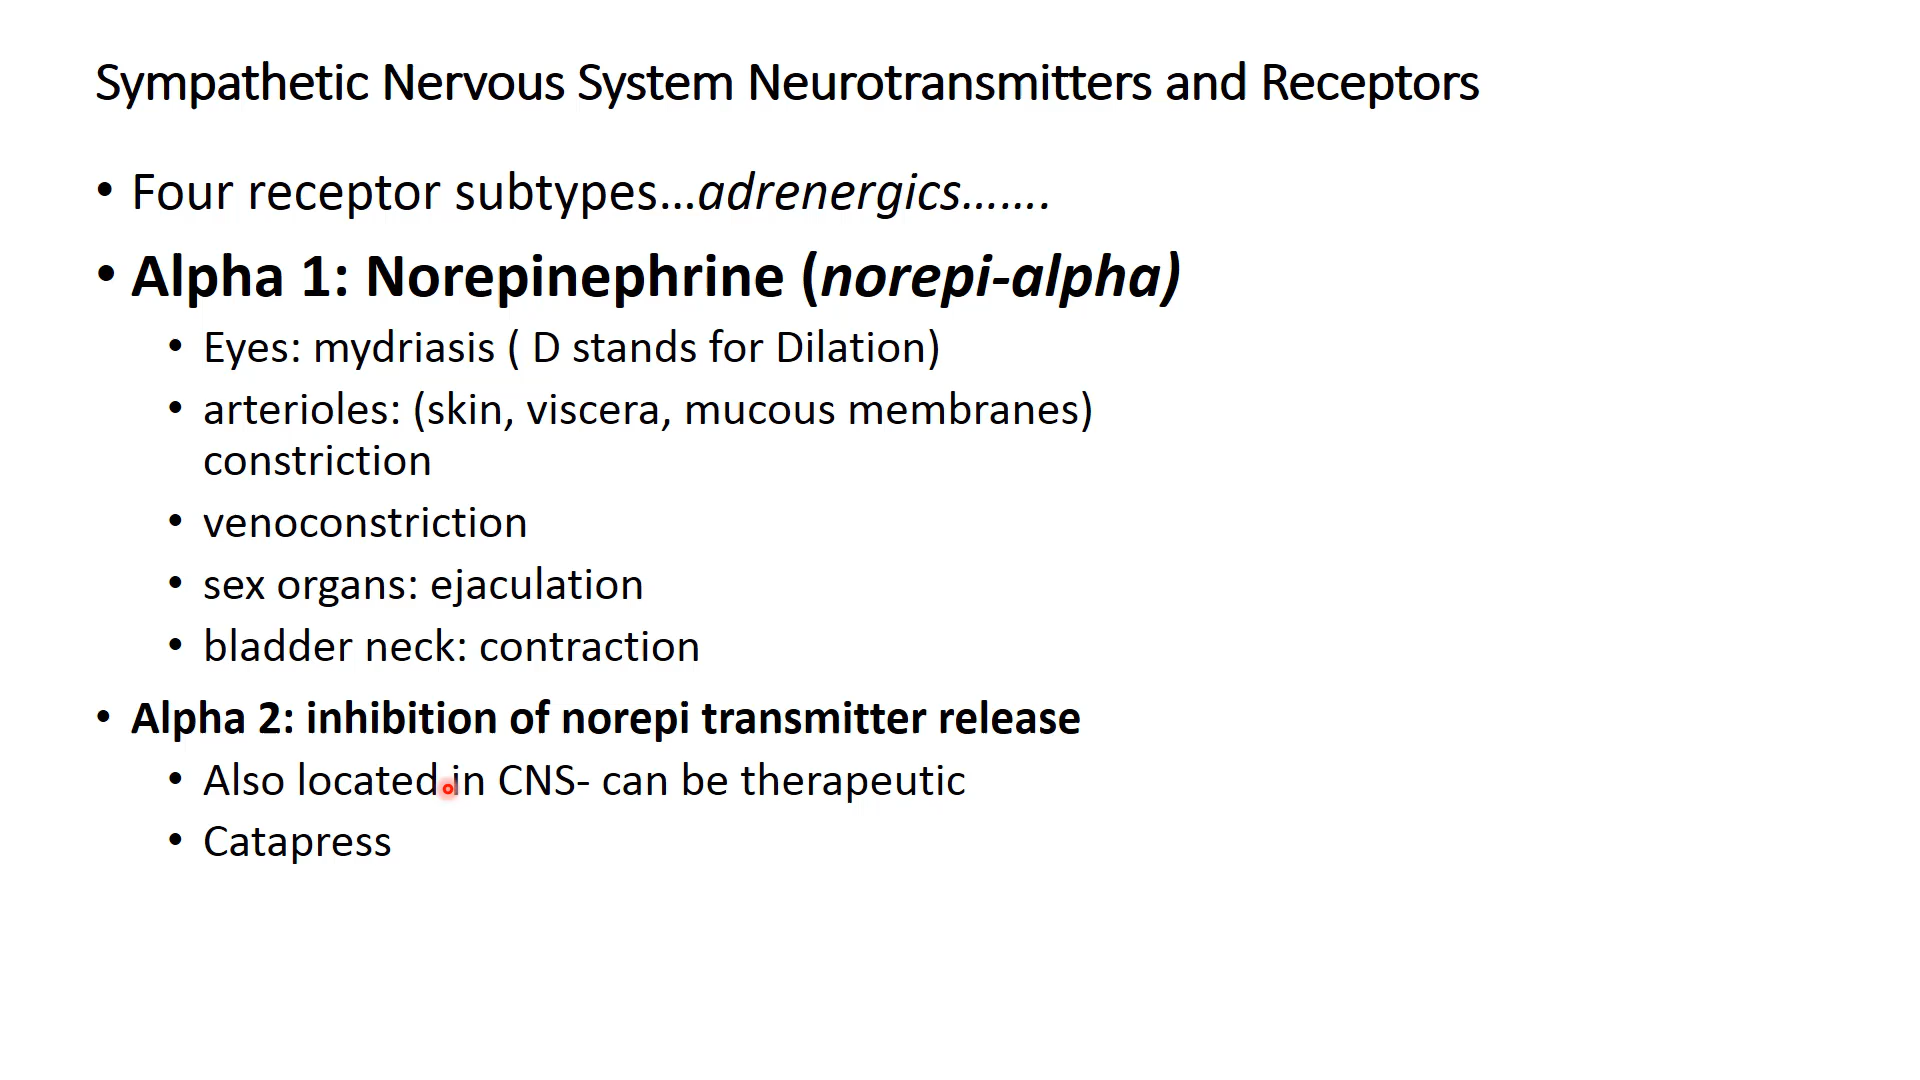 Sympathetic Nervous System Neurotransmitters and Receptors
• Four receptor subtypes…adrenergics…….
• Alpha 1: Norepinephrine (norepi-alpha)
• Eyes: mydriasis ( D stands for Dilation)
• arterioles: (skin, viscera, mucous membranes)
constriction
• venoconstriction
• sex organs: ejaculation
• bladder neck: contraction
• Alpha 2: inhibition of norepi transmitter release
• Also located in CNS- can be therapeutic
• Catapress